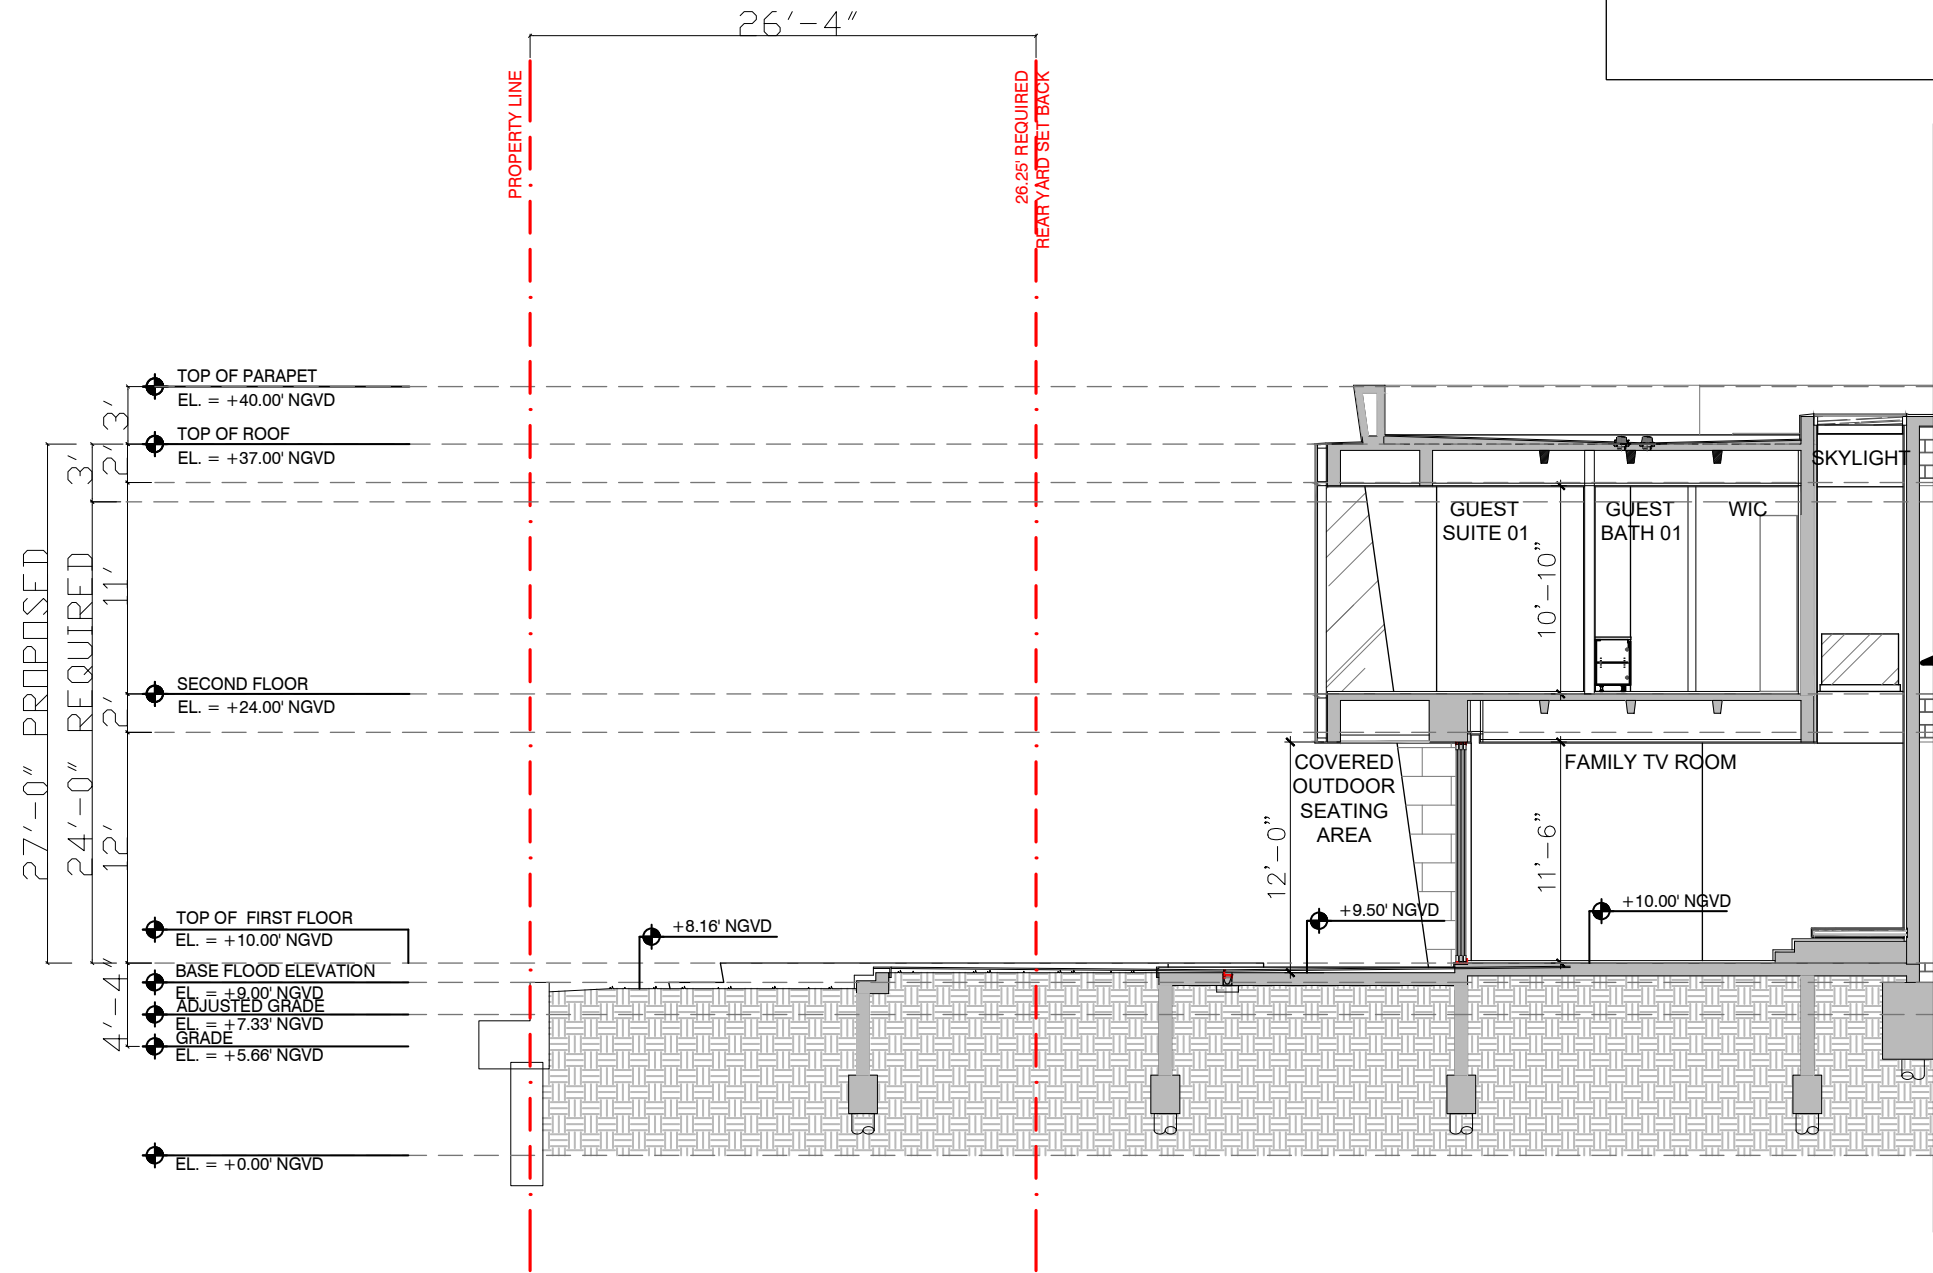 26'-4"
PROPERTY LINE
26.25' REQUIRED
REAR YARD SET BACK
TOP OF PARAPET
EL. = +40.00' NGVD
TOP OF ROOF
EL. = +37.00' NGVD
3'
2'
3'
SKYLIGHT
GUEST
SUITE 01
GUEST
BATH 01
WIC
11'
10'-10"
27'-0" PROPOSED
24'-0" REQUIRED
SECOND FLOOR
EL. = +24.00' NGVD
2'
12'
COVERED
OUTDOOR
SEATING
AREA
FAMILY TV ROOM
12'-0"
11'-6"
TOP OF FIRST FLOOR
EL. = +10.00' NGVD
+8.16' NGVD
+9.50' NGVD
+10.00' NGVD
BASE FLOOD ELEVATION
EL. = +9.00' NGVD
ADJUSTED GRADE
EL. = +7.33' NGVD
GRADE
EL. = +5.66' NGVD
4'-4"
EL. = +0.00' NGVD